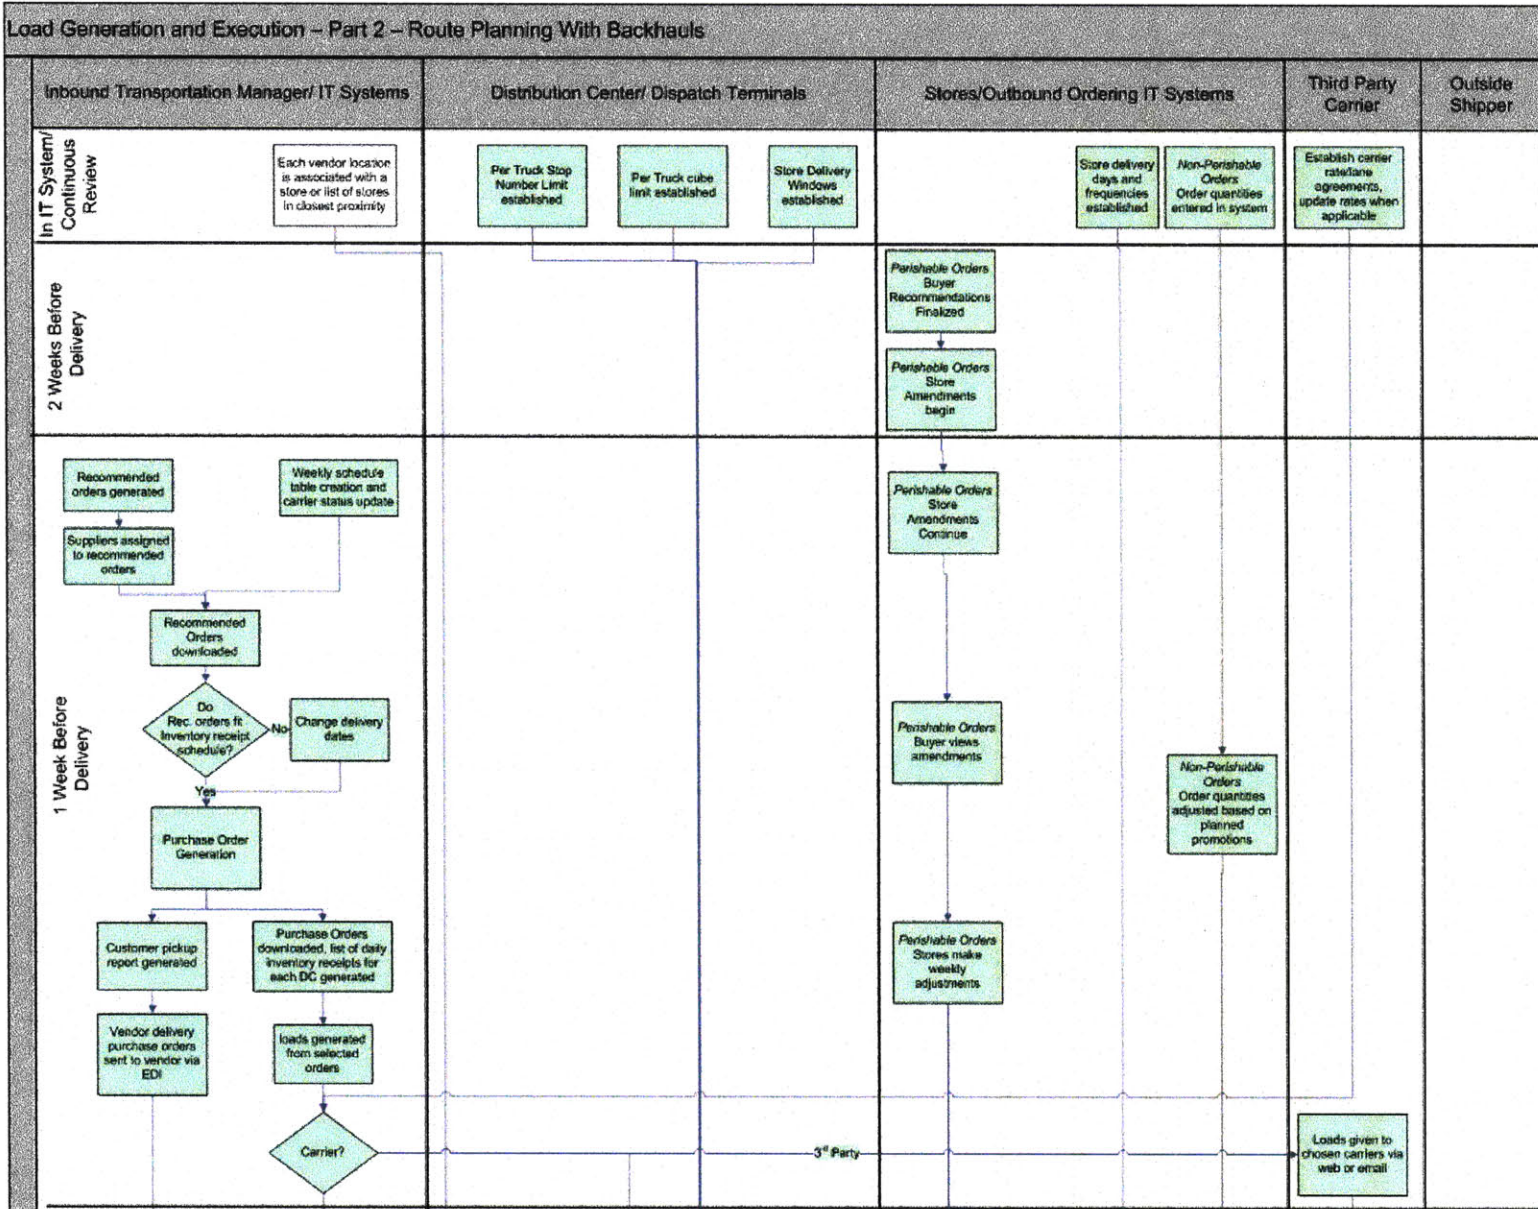 Load Generation and Execution – Part 2 – Route Planning With Backhauls
Inbound Transportation Manager/ IT Systems
Distribution Center/ Dispatch Terminals
Stores/Outbound Ordering IT Systems
Third Party
Carrier
Outside
Shipper
In IT System/
Continuous
Review
Each vendor location
is associated with a
store or list of stores
in closest proximity
Per Truck Stop
Number Limit
established
Per Truck cube
limit established
Store Delivery
Windows
established
Store delivery
days and
frequencies
established
Non-Perishable
Orders
Order quantities
entered in system
Establish carrier
rate/lane
agreements,
update rates when
applicable
2 Weeks Before
Delivery
Perishable Orders
Buyer
Recommendations
Finalized
Perishable Orders
Store
Amendments
begin
1 Week Before
Delivery
Recommended
orders generated
Weekly schedule
table creation and
carrier status update
Perishable Orders
Store
Amendments
Continue
Suppliers assigned
to recommended
orders
Recommended
Orders
downloaded
Do
Rec. orders fit
Inventory receipt
schedule?
No
Change delivery
dates
Yes
Perishable Orders
Buyer views
amendments
Non-Perishable
Orders
Order quantities
adjusted based on
planned
promotions
Purchase Order
Generation
Customer pickup
report generated
Purchase Orders
downloaded, list of daily
inventory receipts for
each DC generated
Perishable Orders
Stores make
weekly
adjustments
Vendor delivery
purchase orders
sent to vendor via
EDI
loads generated
from selected
orders
Carrier?
3rd Party
Loads given to
chosen carriers via
web or email